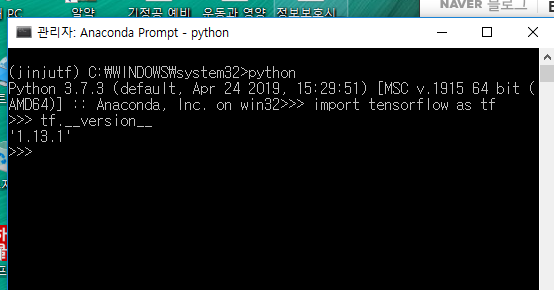 PC 알약 기정공 예비 운동과 영양 정보보호시 NAVER 블로그
관리자: Anaconda Prompt - python
(jinjutf) C:₩WINDOWS₩system32>python
Python 3.7.3 (default, Apr 24 2019, 15:29:51) [MSC v.1915 64 bit (
AMD64)] :: Anaconda, Inc. on win32>>> import tensorflow as tf
>>> tf.__version__
'1.13.1'
>>>